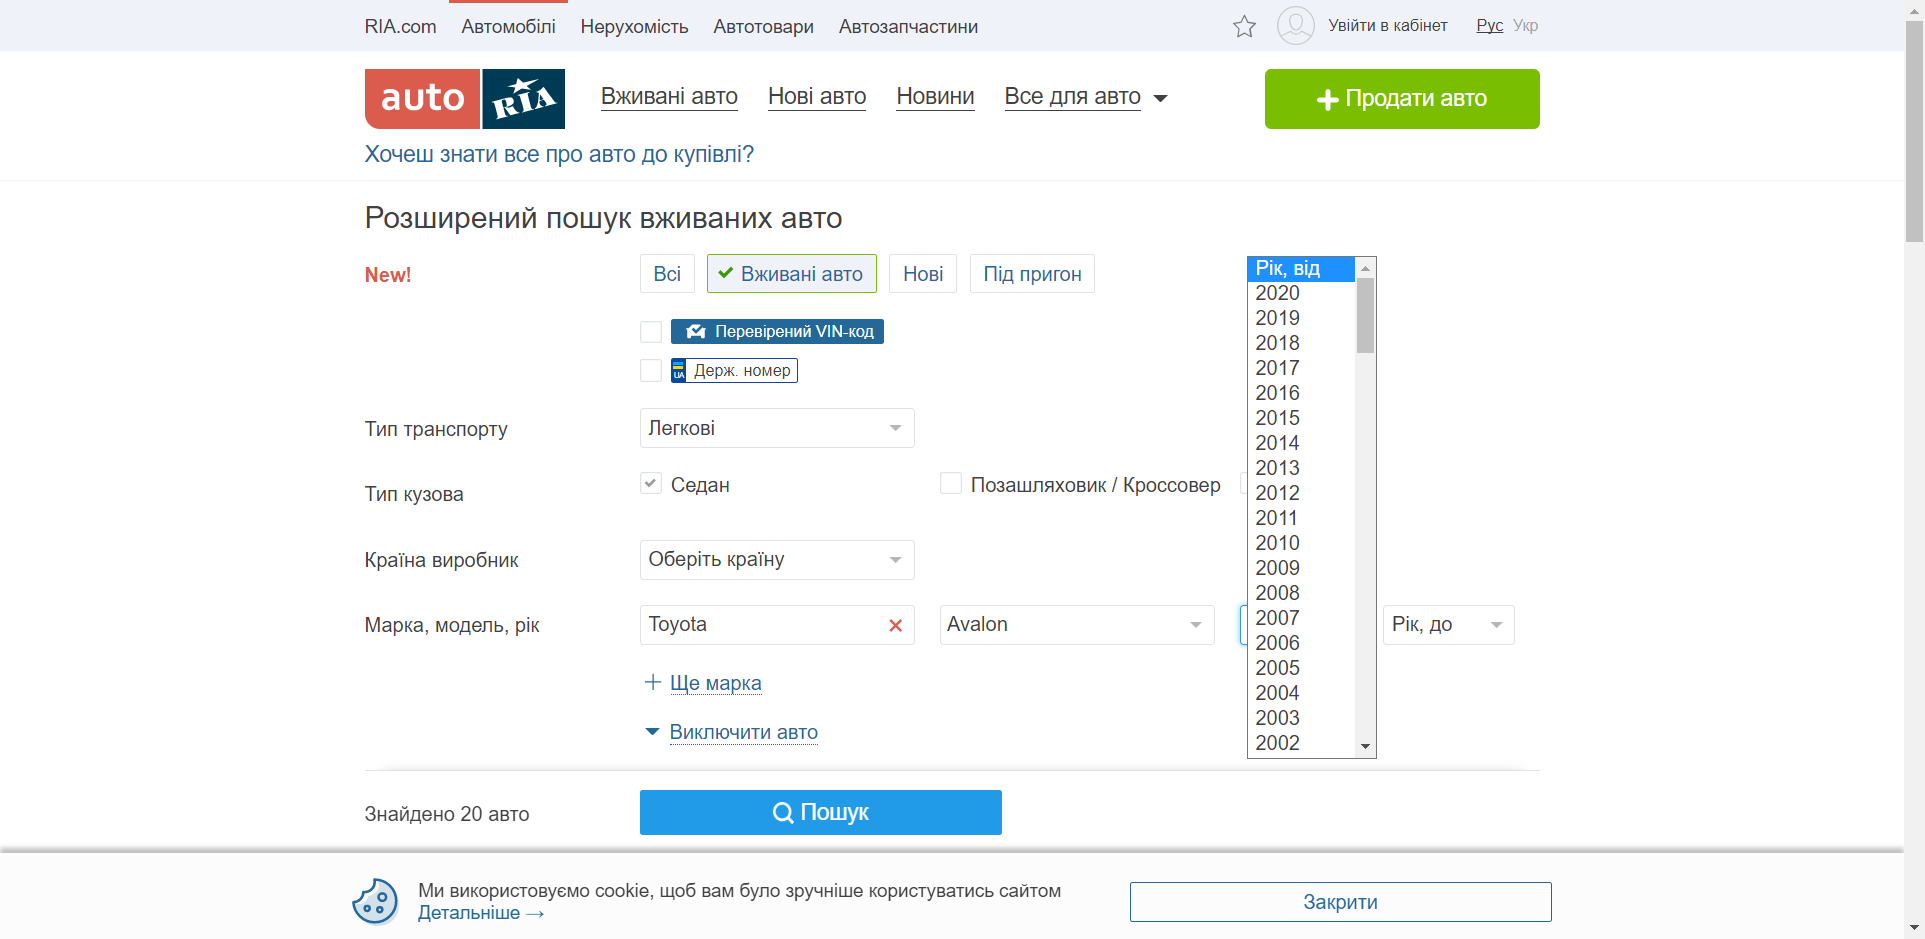 RIA.com Автомобілі Нерухомість Автотовари Автозапчастини Увійти в кабінет Рус Укр
auto RIA Вживані авто Нові авто Новини Все для авто Продати авто
Хочеш знати все про авто до купівлі?
Розширений пошук вживаних авто
New! Всі Вживані авто Нові Під пригон
Перевірений VIN-код
UA Держ. номер
Тип транспорту Легкові
Тип кузова Седан Позашляховик / Кроссовер
Країна виробник Оберіть країну
Марка, модель, рік Toyota Avalon Рік, до
Рік, від
2020
2019
2018
2017
2016
2015
2014
2013
2012
2011
2010
2009
2008
2007
2006
2005
2004
2003
2002
Ще марка
Виключити авто
Знайдено 20 авто Пошук
Ми використовуємо cookie, щоб вам було зручніше користуватись сайтом
Детальніше →
Закрити